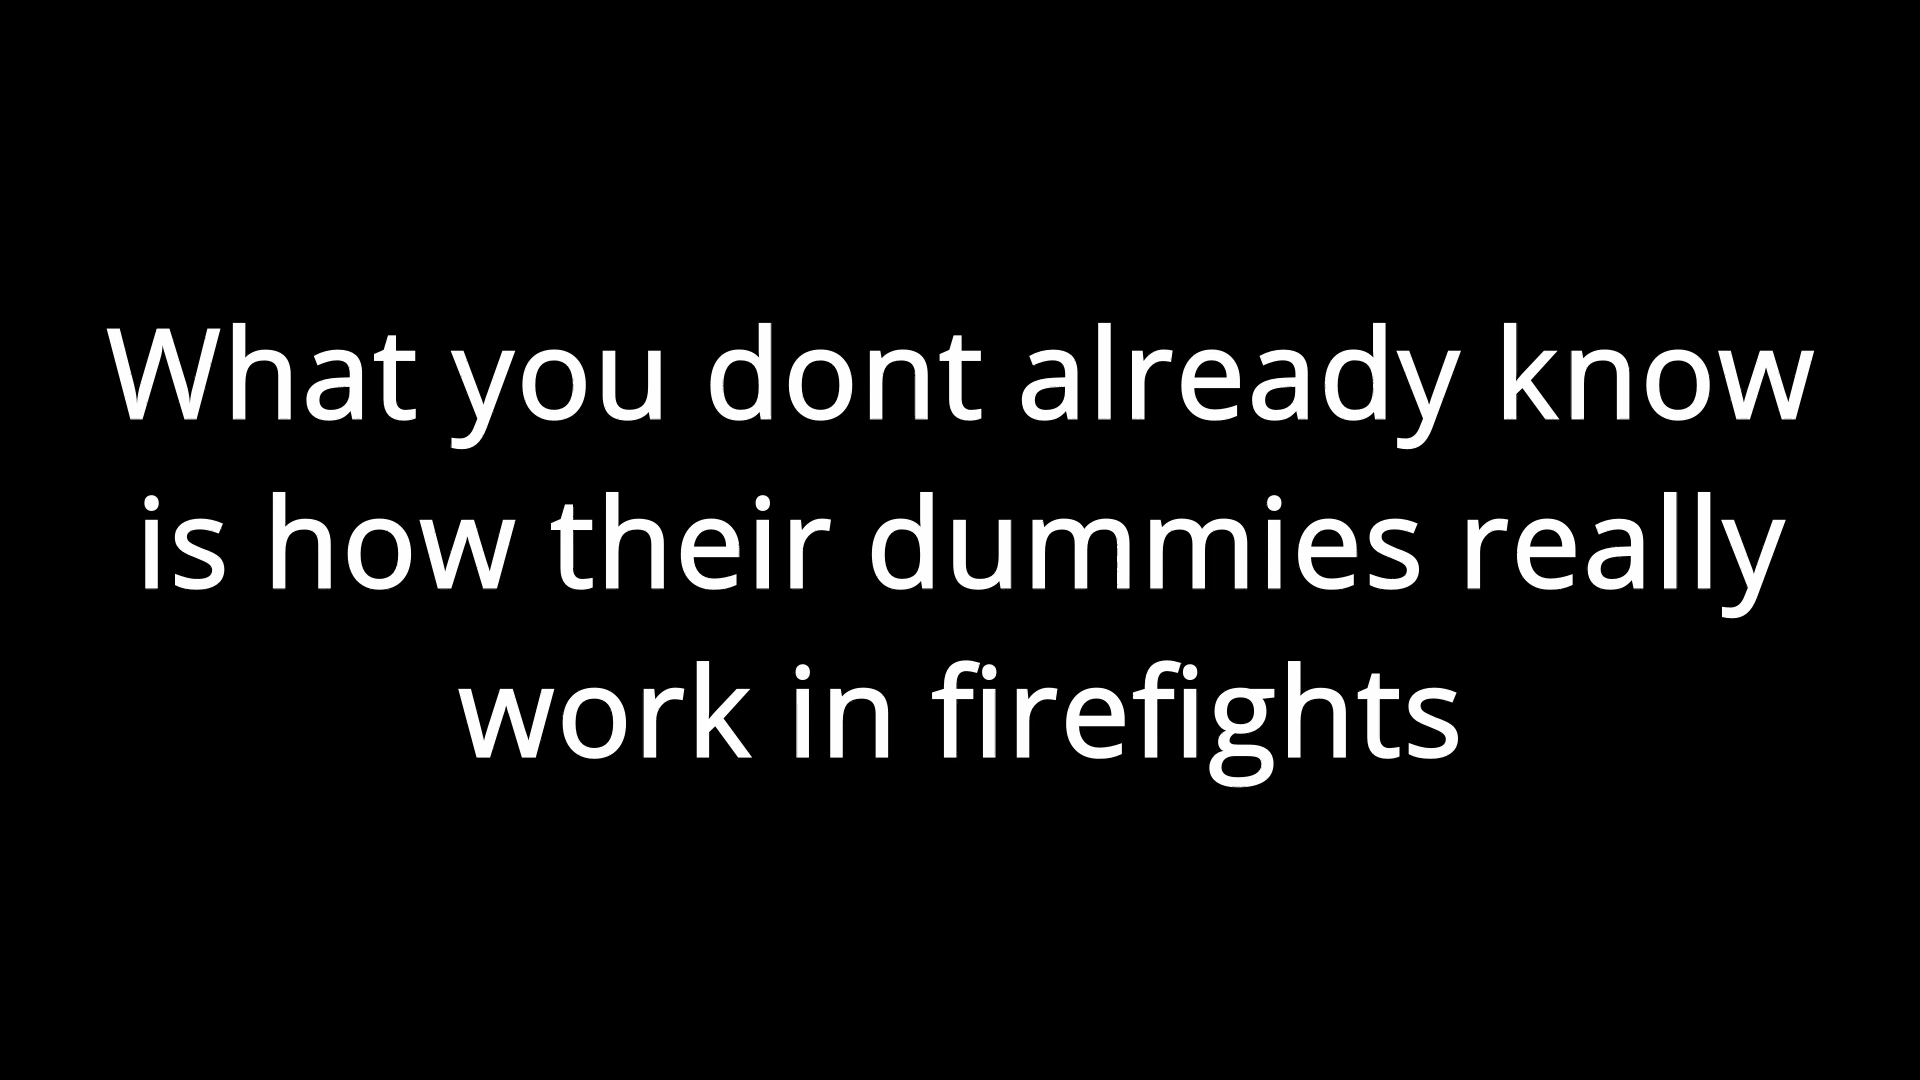 What you dont already know
is how their dummies really
work in firefights